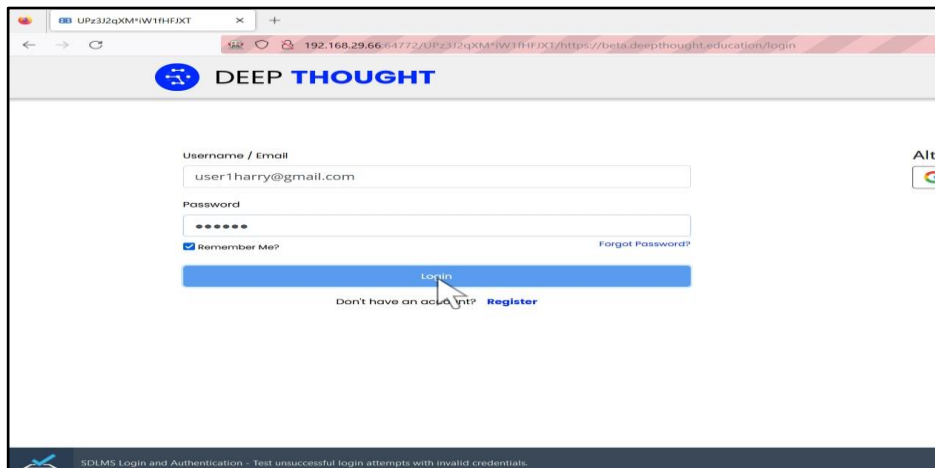 UPz3J2qXM*iW1fHFJXT
192.168.29.66:64772/UPz3J2qXM*iW1fHFJXT/https://beta.deepthought.education/login
DEEP THOUGHT
Username / Email
user1harry@gmail.com
Password
Remember Me?
Forgot Password?
Login
Don't have an account? Register
Alt
SDLMS Login and Authentication - Test unsuccessful login attempts with invalid credentials.